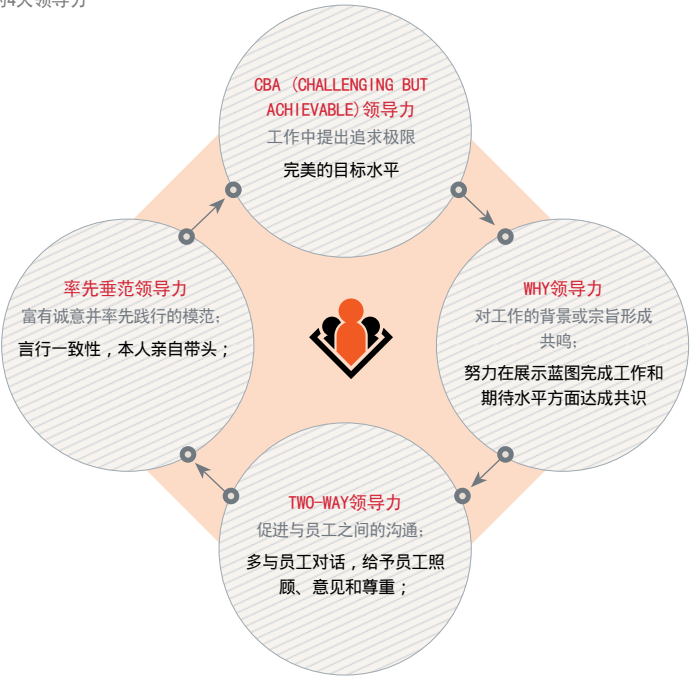 4大领导力
CBA (CHALLENGING BUT
ACHIEVABLE)领导力
工作中提出追求极限
完美的目标水平
率先垂范领导力
富有诚意并率先践行的模范;
言行一致性，本人亲自带头；
WHY领导力
对工作的背景或宗旨形成
共鸣;
努力在展示蓝图完成工作和
期待水平方面达成共识
TWO-WAY领导力
促进与员工之间的沟通;
多与员工对话，给予员工照
顾、意见和尊重；